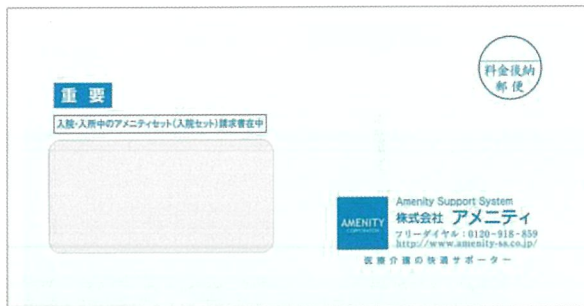 料金後納
郵便
重要
入院・入所中のアメニティセット(入院セット)請求書在中
AMENITY
CORPORATION
Amenity Support System
株式会社 アメニティ
フリーダイヤル:0120-918-859
http://www.amenity-ss.co.jp/
医療介護の快適サポーター